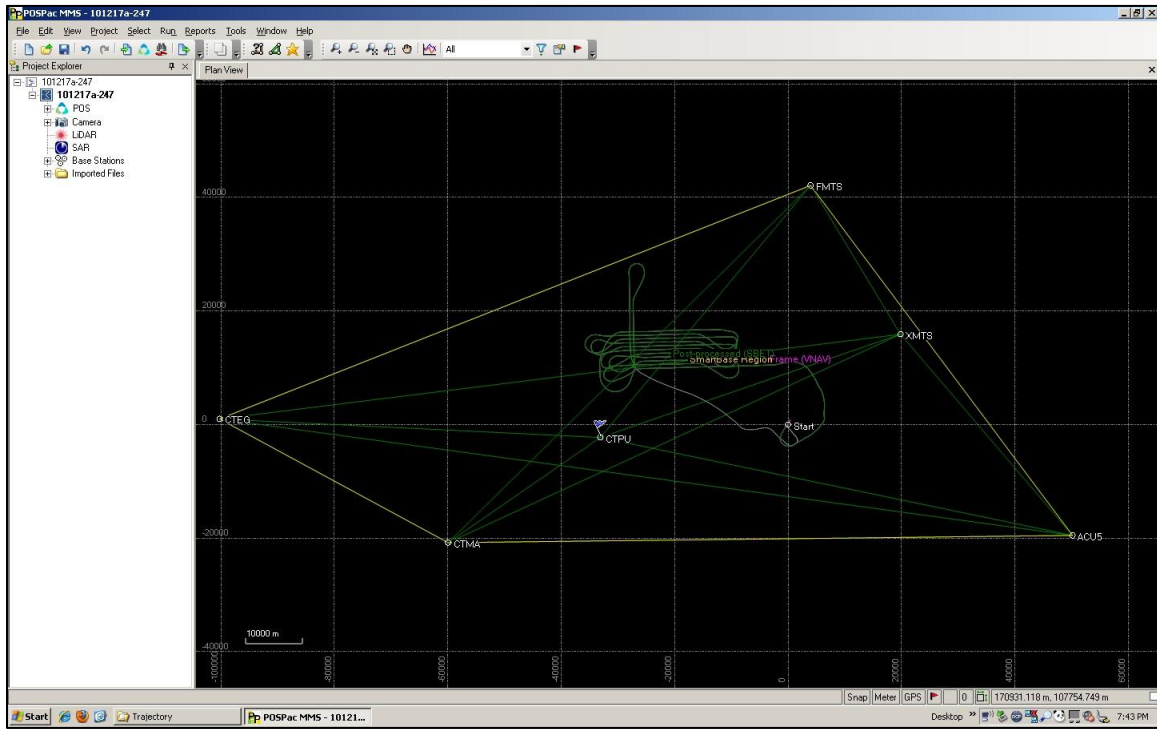 POSPac MMS - 101217a-247
File Edit View Project Select Run Reports Tools Window Help
All
Project Explorer
Plan View
101217a-247
101217a-247
POS
Camera
LiDAR
SAR
Base Stations
Imported Files
40000
FMTS
20000
XMTS
Post-processed (SBET)
SmartBase Region
rame (VNAV)
0
CTEG
Start
CTPU
-20000
CTMA
ACU5
10000 m
-40000
-100000 -80000 -60000 -40000 -20000 0 20000 40000 60000
Snap Meter GPS 0 170931.118 m, 107754.749 m
Start Trajectory POSPac MMS - 10121... Desktop » 7:43 PM